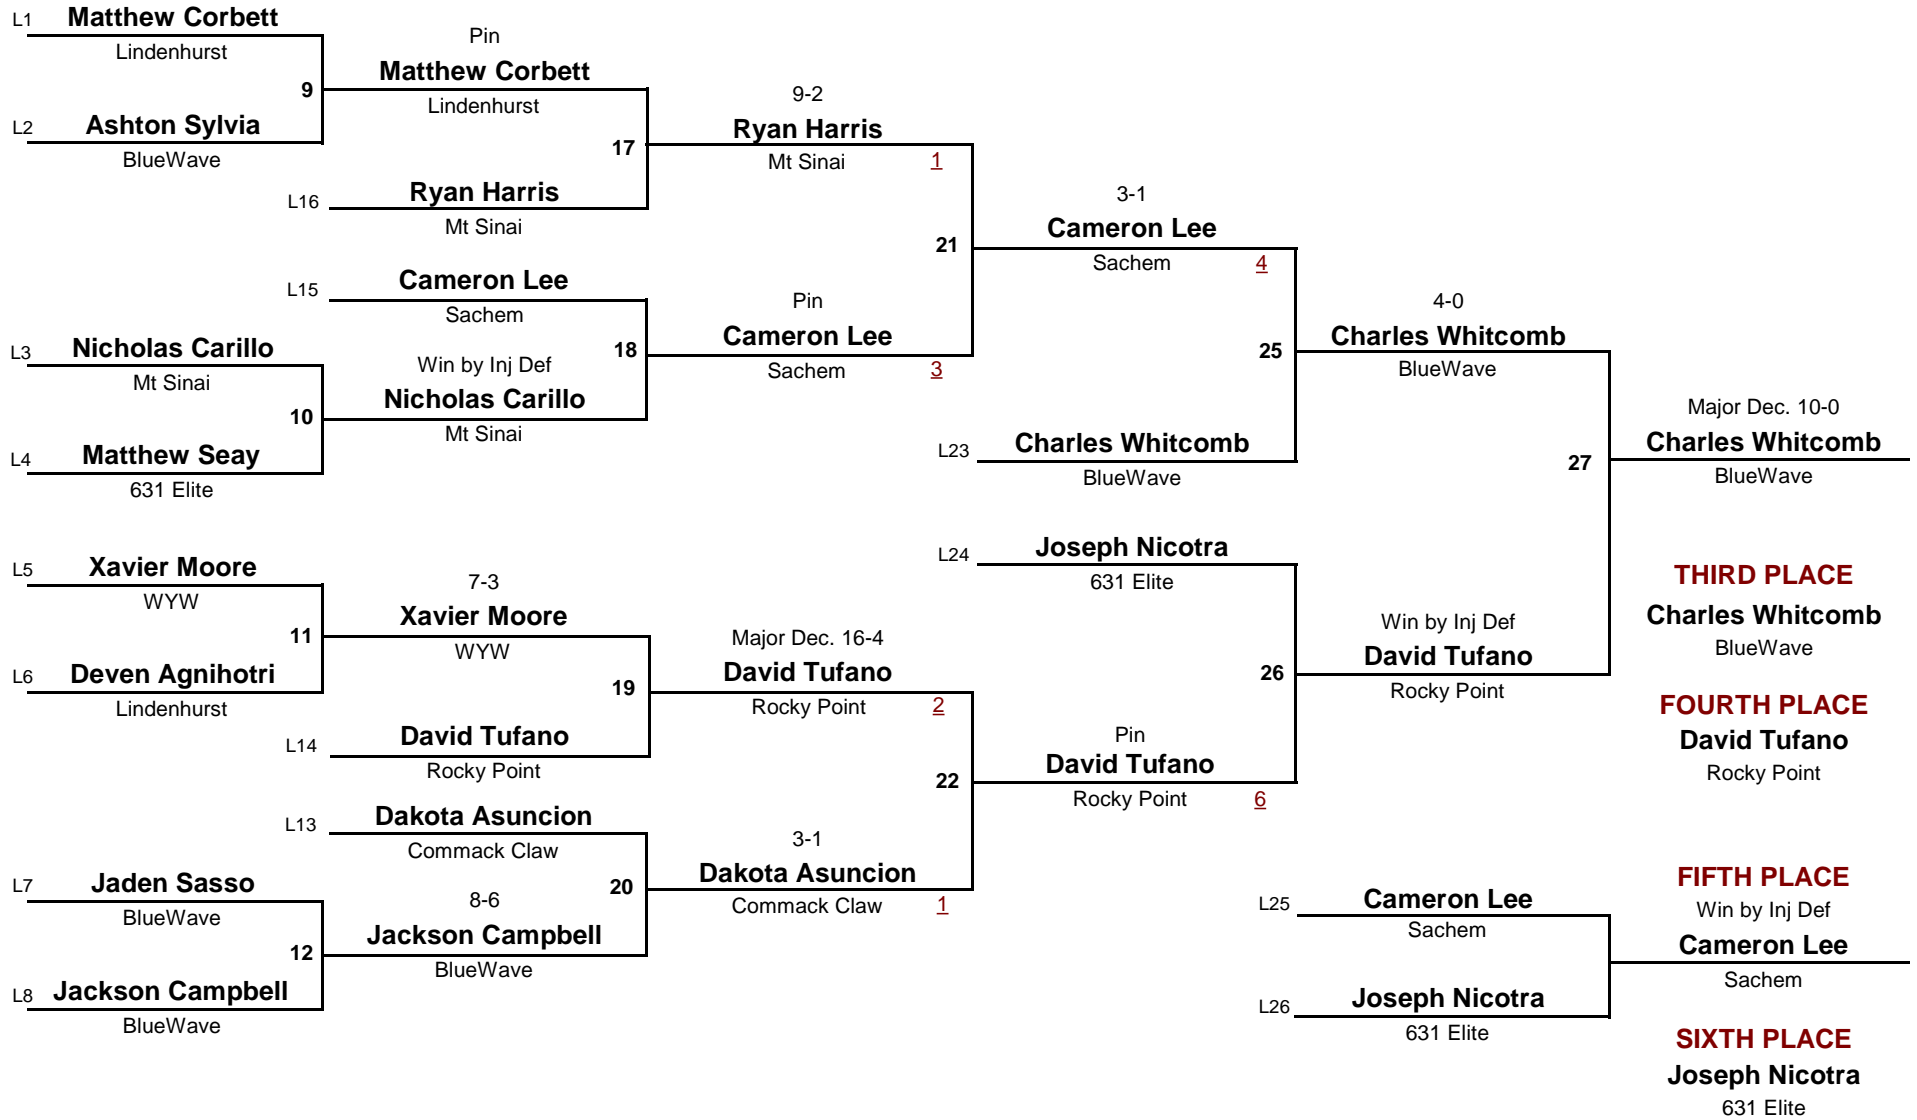 L1 Matthew Corbett
Lindenhurst
9
L2 Ashton Sylvia
BlueWave
Pin
Matthew Corbett
Lindenhurst
17
L16 Ryan Harris
Mt Sinai
9-2
Ryan Harris
Mt Sinai 1
21
L15 Cameron Lee
Sachem
18
L3 Nicholas Carillo
Mt Sinai
10
L4 Matthew Seay
631 Elite
Win by Inj Def
Nicholas Carillo
Mt Sinai
Pin
Cameron Lee
Sachem 3
3-1
Cameron Lee
Sachem 4
25
L23 Charles Whitcomb
BlueWave
4-0
Charles Whitcomb
BlueWave
27
Major Dec. 10-0
Charles Whitcomb
BlueWave
L5 Xavier Moore
WYW
11
L6 Deven Agnihotri
Lindenhurst
7-3
Xavier Moore
WYW
19
L14 David Tufano
Rocky Point
Major Dec. 16-4
David Tufano
Rocky Point 2
22
L13 Dakota Asuncion
Commack Claw
20
L7 Jaden Sasso
BlueWave
12
L8 Jackson Campbell
BlueWave
8-6
Jackson Campbell
BlueWave
3-1
Dakota Asuncion
Commack Claw 1
L24 Joseph Nicotra
631 Elite
26
Pin
David Tufano
Rocky Point 6
Win by Inj Def
David Tufano
Rocky Point
THIRD PLACE
Charles Whitcomb
BlueWave
FOURTH PLACE
David Tufano
Rocky Point
L25 Cameron Lee
Sachem
L26 Joseph Nicotra
631 Elite
FIFTH PLACE
Win by Inj Def
Cameron Lee
Sachem
SIXTH PLACE
Joseph Nicotra
631 Elite